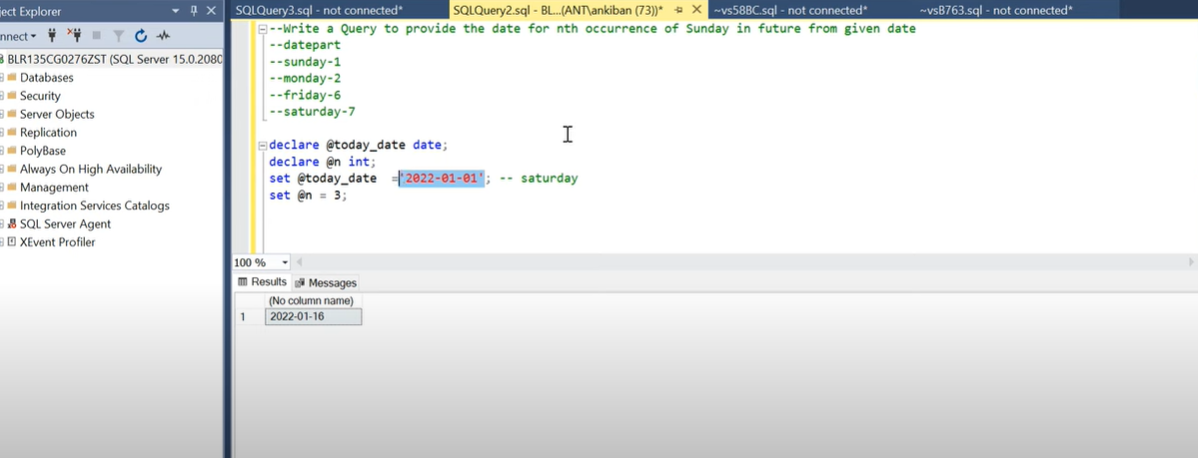 ject Explorer
nnect
BLR135CG0276ZST (SQL Server 15.0.2080
Databases
Security
Server Objects
Replication
PolyBase
Always On High Availability
Management
Integration Services Catalogs
SQL Server Agent
XEvent Profiler
SQLQuery3.sql - not connected* SQLQuery2.sql - BL...(ANT\ankiban (73))* ~vs58BC.sql - not connected* ~vsB763.sql - not connected*
--Write a Query to provide the date for nth occurrence of Sunday in future from given date
--datepart
--sunday-1
--monday-2
--friday-6
--saturday-7
declare @today_date date;
declare @n int;
set @today_date ='2022-01-01'; -- saturday
set @n = 3;
100 %
Results Messages
(No column name)
1 2022-01-16